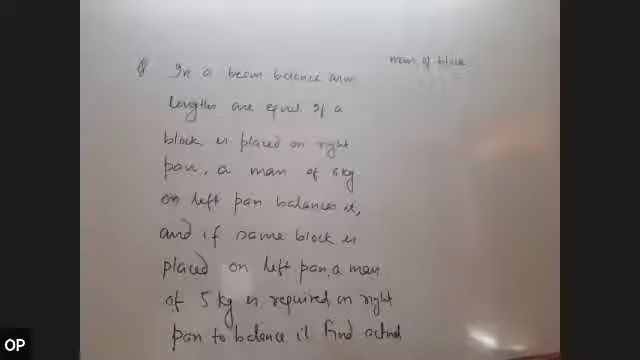 Q In a beam balance arm
lengths are equal. If a
block is placed on right
pan, a mass of 6 kg
on left pan balances it,
and if same block is
placed on left pan, a mass
of 5 kg is required on right
pan to balance it find actual
mass of block
OP